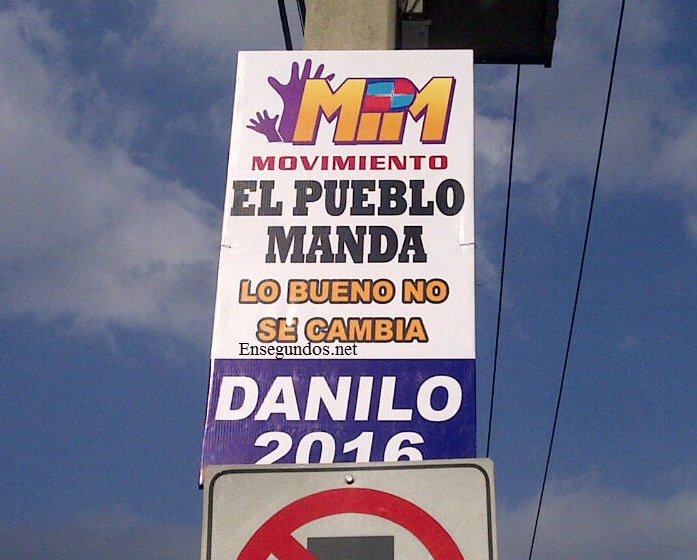 MPM
MOVIMIENTO
EL PUEBLO
MANDA
LO BUENO NO
SE CAMBIA
Ensegundos.net
DANILO
2016